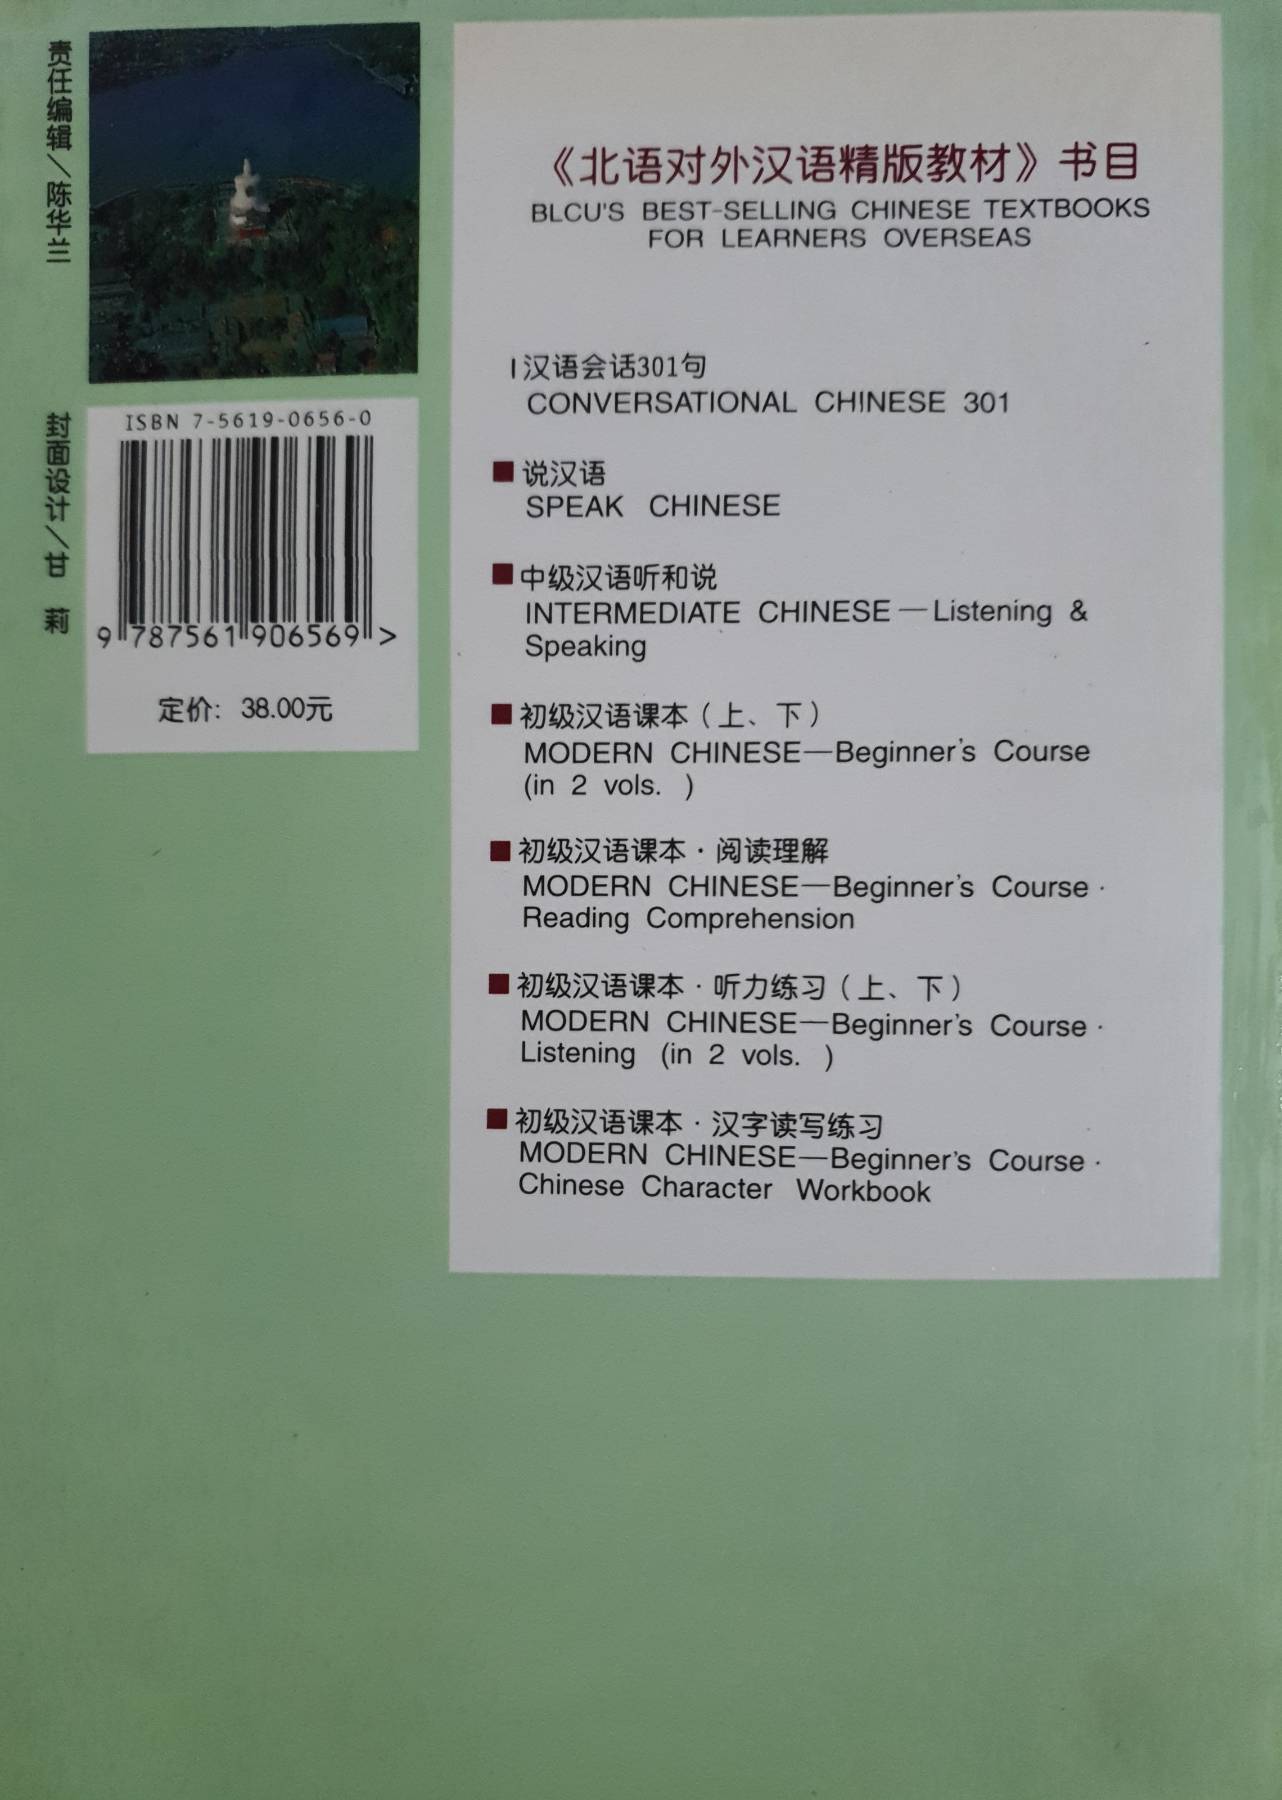 责任编辑／陈华兰
封面设计／甘 莉
ISBN 7-5619-0656-0
9 787561 906569 >
定价: 38.00元
《北语对外汉语精版教材》书目
BLCU'S BEST-SELLING CHINESE TEXTBOOKS
FOR LEARNERS OVERSEAS
汉语会话301句
CONVERSATIONAL CHINESE 301
■ 说汉语
SPEAK CHINESE
■ 中级汉语听和说
INTERMEDIATE CHINESE — Listening &
Speaking
■ 初级汉语课本（上、下）
MODERN CHINESE—Beginner's Course
(in 2 vols. )
■ 初级汉语课本·阅读理解
MODERN CHINESE—Beginner's Course ·
Reading Comprehension
■ 初级汉语课本·听力练习（上、下）
MODERN CHINESE—Beginner's Course ·
Listening (in 2 vols. )
■ 初级汉语课本·汉字读写练习
MODERN CHINESE—Beginner's Course ·
Chinese Character Workbook